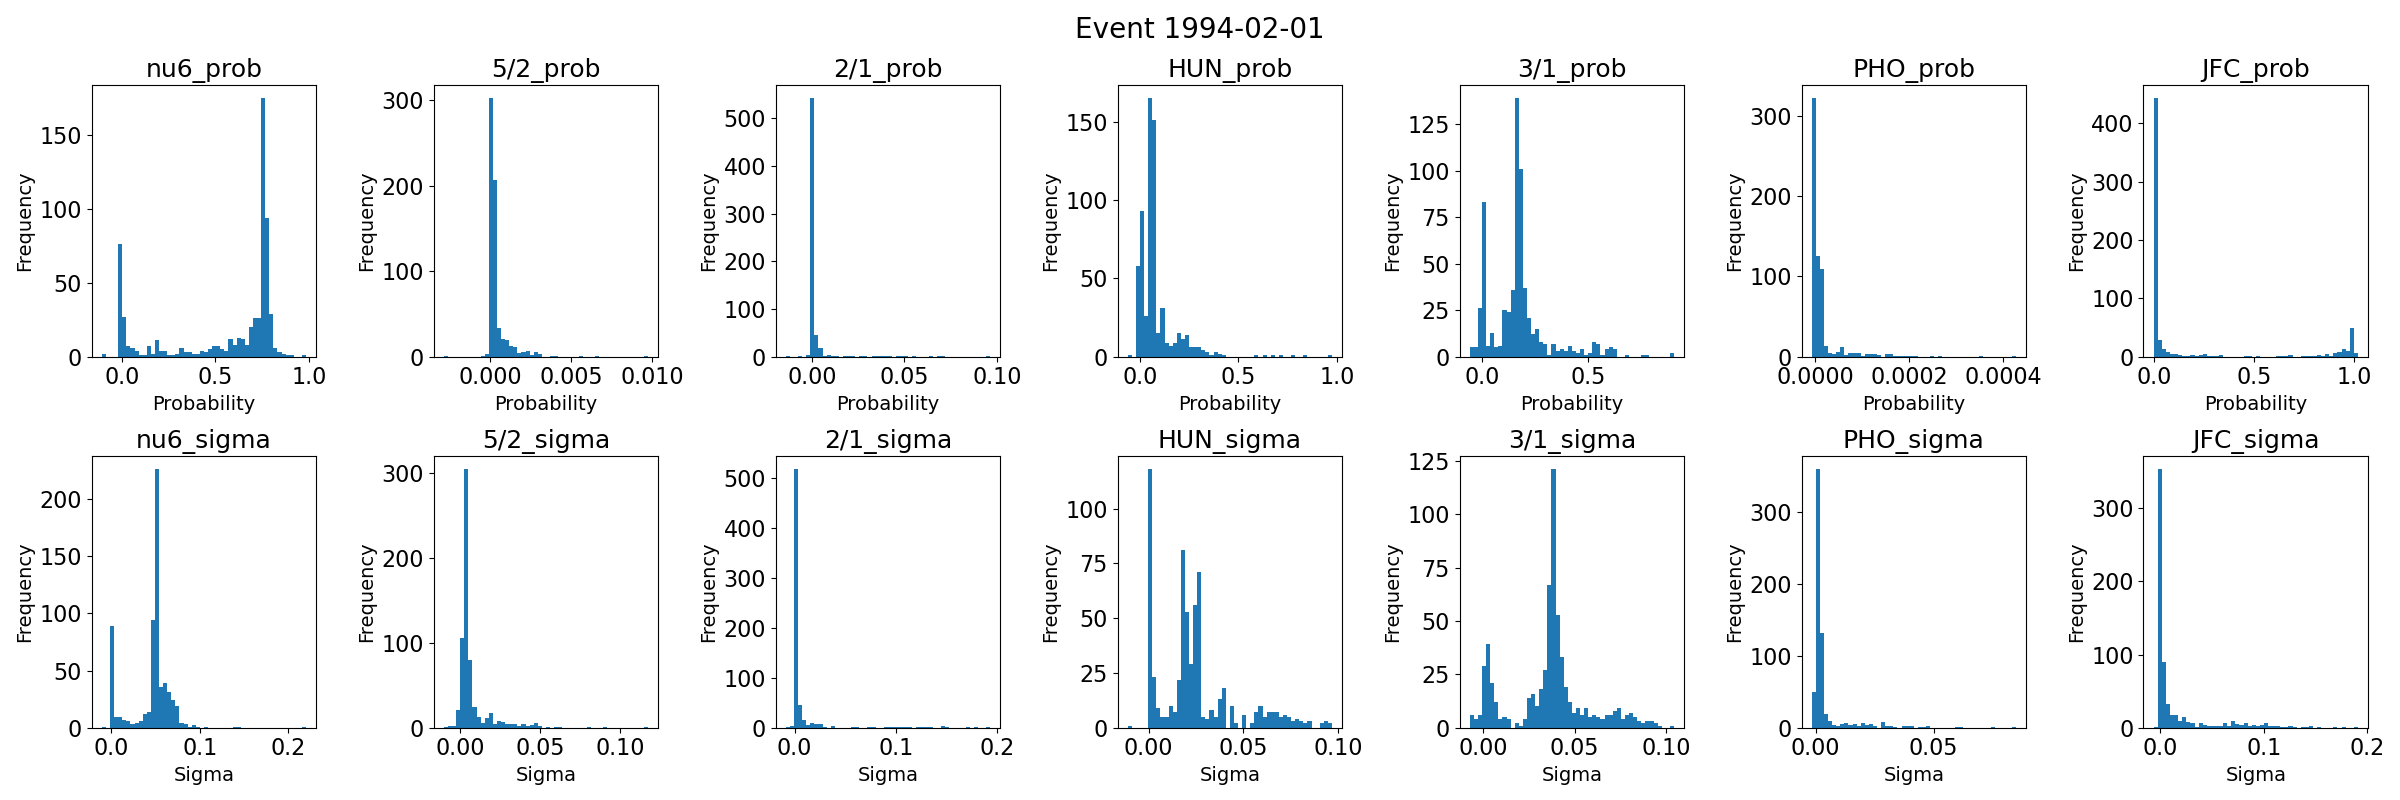 Event 1994-02-01
nu6_prob 5/2_prob 2/1_prob HUN_prob 3/1_prob PHO_prob JFC_prob
Frequency Frequency Frequency Frequency Frequency Frequency Frequency
150 100 50 0
300 200 100 0
500 400 300 200 100 0
150 100 50 0
125 100 75 50 25 0
300 200 100 0
400 300 200 100 0
0.0 0.5 1.0 0.000 0.005 0.010 0.00 0.05 0.10 0.0 0.5 1.0 0.0 0.5 0.0000 0.0002 0.0004 0.0 0.5 1.0
Probability Probability Probability Probability Probability Probability Probability
nu6_sigma 5/2_sigma 2/1_sigma HUN_sigma 3/1_sigma PHO_sigma JFC_sigma
Frequency Frequency Frequency Frequency Frequency Frequency Frequency
200 150 100 50 0
300 200 100 0
500 400 300 200 100 0
100 75 50 25 0
125 100 75 50 25 0
300 200 100 0
300 200 100 0
0.0 0.1 0.2 0.00 0.05 0.10 0.0 0.1 0.2 0.00 0.05 0.10 0.00 0.05 0.10 0.00 0.05 0.0 0.1 0.2
Sigma Sigma Sigma Sigma Sigma Sigma Sigma